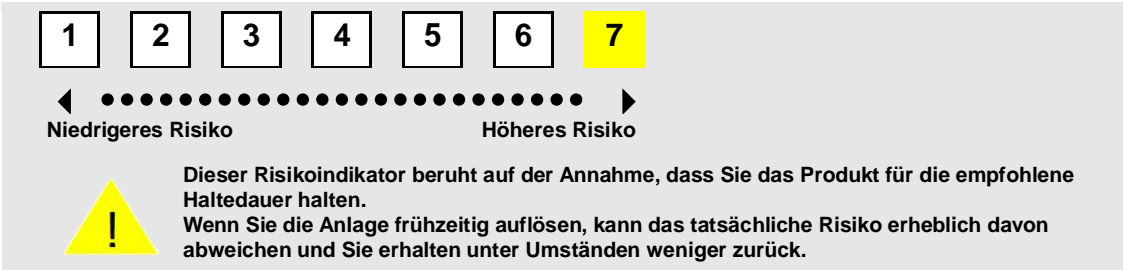 1 2 3 4 5 6 7
Niedrigeres Risiko Höheres Risiko
Dieser Risikoindikator beruht auf der Annahme, dass Sie das Produkt für die empfohlene
Haltedauer halten.
Wenn Sie die Anlage frühzeitig auflösen, kann das tatsächliche Risiko erheblich davon
abweichen und Sie erhalten unter Umständen weniger zurück.
!